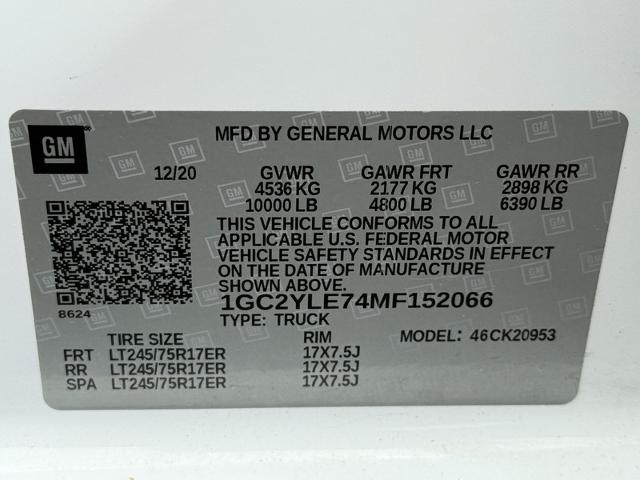 GM
MFD BY GENERAL MOTORS LLC
12/20 GVWR GAWR FRT GAWR RR
4536 KG 2177 KG 2898 KG
10000 LB 4800 LB 6390 LB
THIS VEHICLE CONFORMS TO ALL
APPLICABLE U.S. FEDERAL MOTOR
VEHICLE SAFETY STANDARDS IN EFFECT
ON THE DATE OF MANUFACTURE
SHOWN ABOVE.
8624
1GC2YLE74MF152066
TYPE: TRUCK MODEL: 46CK20953
TIRE SIZE RIM
FRT LT245/75R17ER 17X7.5J
RR LT245/75R17ER 17X7.5J
SPA LT245/75R17ER 17X7.5J